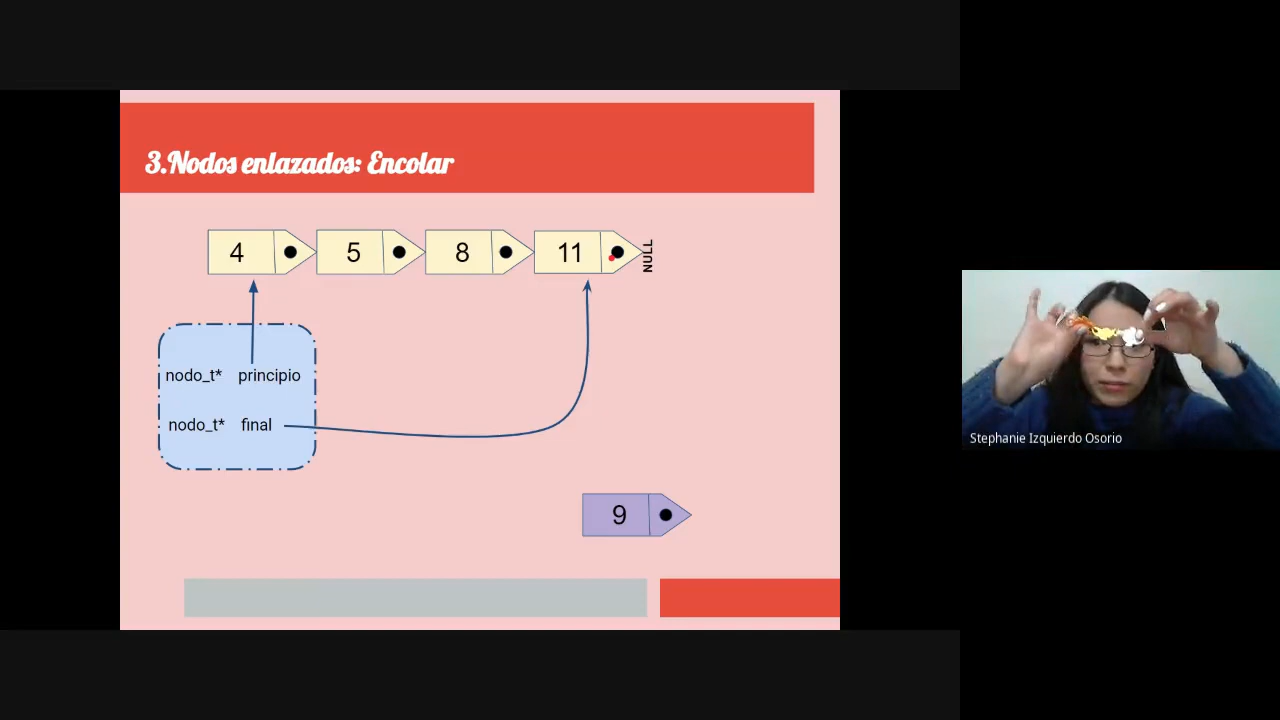 3.Nodos enlazados: Encolar
4 5 8 11 NULL
nodo_t* principio
nodo_t* final
9
Stephanie Izquierdo Osorio